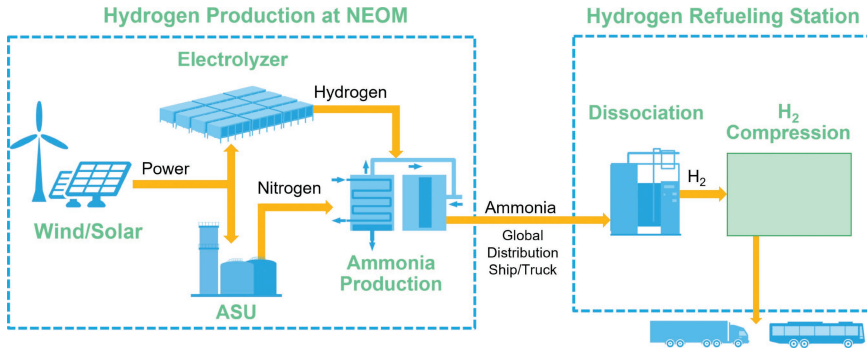 Hydrogen Production at NEOM
Hydrogen Refueling Station
Electrolyzer
Hydrogen
Dissociation
H₂
Compression
Power
Nitrogen
H₂
Ammonia
Wind/Solar
Global
Distribution
Ship/Truck
Ammonia
Production
ASU